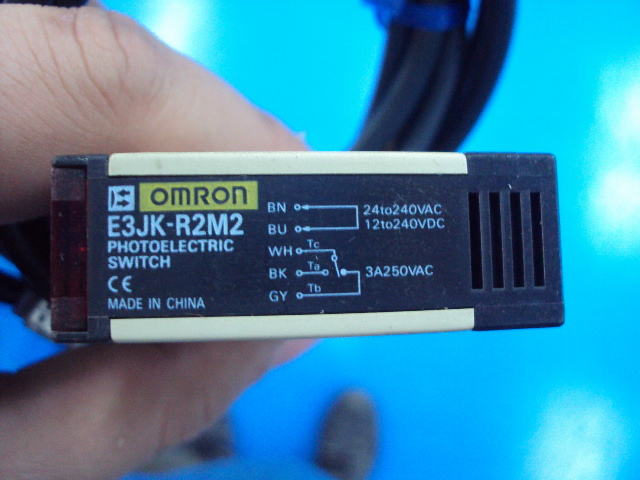 OMRON
E3JK-R2M2
PHOTOELECTRIC
SWITCH
CE
MADE IN CHINA
BN 24to240VAC
BU 12to240VDC
WH Tc
BK Ta 3A250VAC
GY Tb